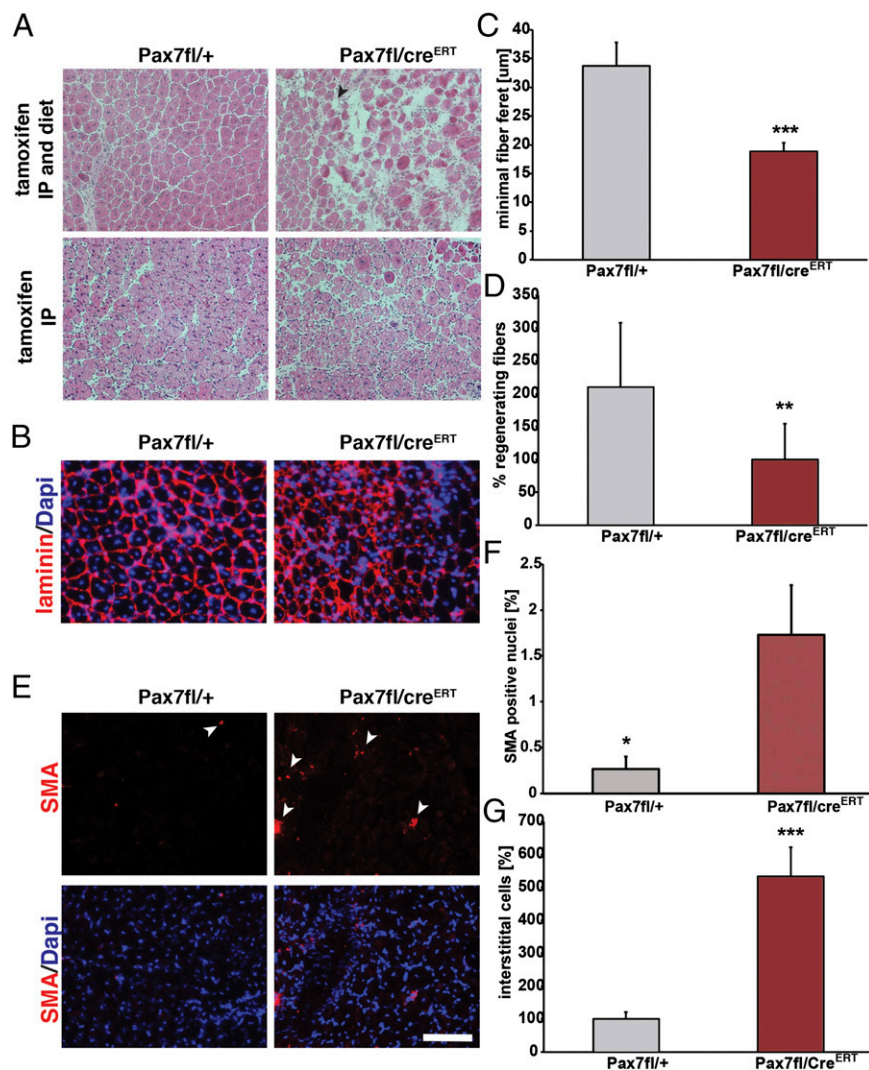 A
Pax7fl/+
Pax7fl/creERT
tamoxifen
IP and diet
tamoxifen
IP
B
Pax7fl/+
Pax7fl/creERT
laminin/Dapi
E
Pax7fl/+
Pax7fl/creERT
SMA
SMA/Dapi
C
minimal fiber feret [um]
40
35
30
25
20
15
10
5
0
***
Pax7fl/+
Pax7fl/creERT
D
% regenerating fibers
350
300
250
200
150
100
50
0
**
Pax7fl/+
Pax7fl/creERT
F
SMA positive nuclei [%]
2.5
2
1.5
1
0.5
0
*
Pax7fl/+
Pax7fl/creERT
G
interstitital cells [%]
700
600
500
400
300
200
100
0
***
Pax7fl/+
Pax7fl/CreERT